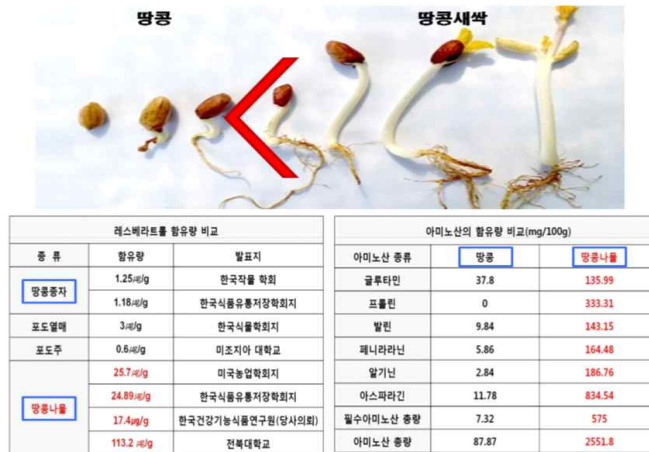 땅콩
땅콩새싹
레스베라트롤 함유량 비교
종 류 함유량 발표지
땅콩종자 1.25㎍/g 한국작물 학회
1.18㎍/g 한국식품유통저장학회지
포도열매 3㎍/g 한국식물학회지
포도주 0.6㎍/g 미조지아 대학교
땅콩나물 25.7㎍/g 미국농업학회지
24.89㎍/g 한국식품유통저장학회지
17.4μg/g 한국건강기능식품연구원(당사의뢰)
113.2 ㎍/g 전북대학교
아미노산의 함유량 비교(mg/100g)
아미노산 종류 땅콩 땅콩나물
글루타민 37.8 135.99
프롤린 0 333.31
발린 9.84 143.15
페니라라닌 5.86 164.48
알기닌 2.84 186.76
아스파라긴 11.78 834.54
필수아미노산 총량 7.32 575
아미노산 총량 87.87 2551.8